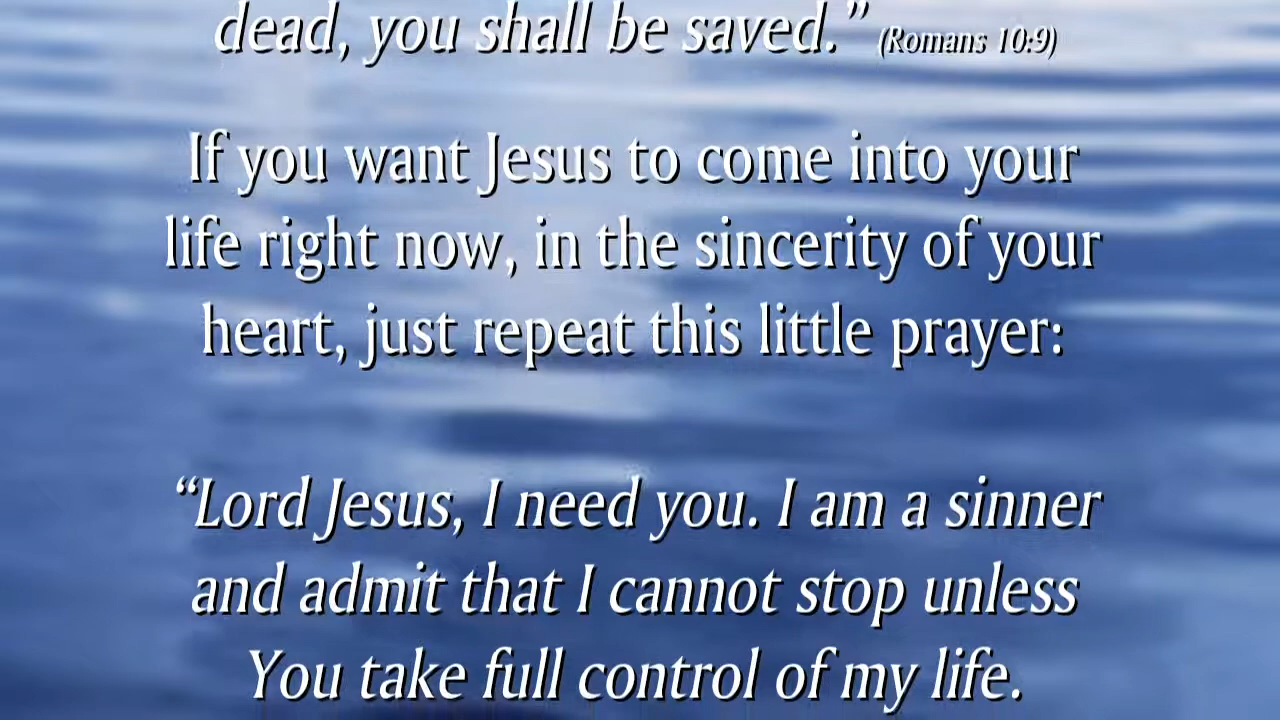 dead, you shall be saved.” (Romans 10:9)
If you want Jesus to come into your
life right now, in the sincerity of your
heart, just repeat this little prayer:
“Lord Jesus, I need you. I am a sinner
and admit that I cannot stop unless
You take full control of my life.